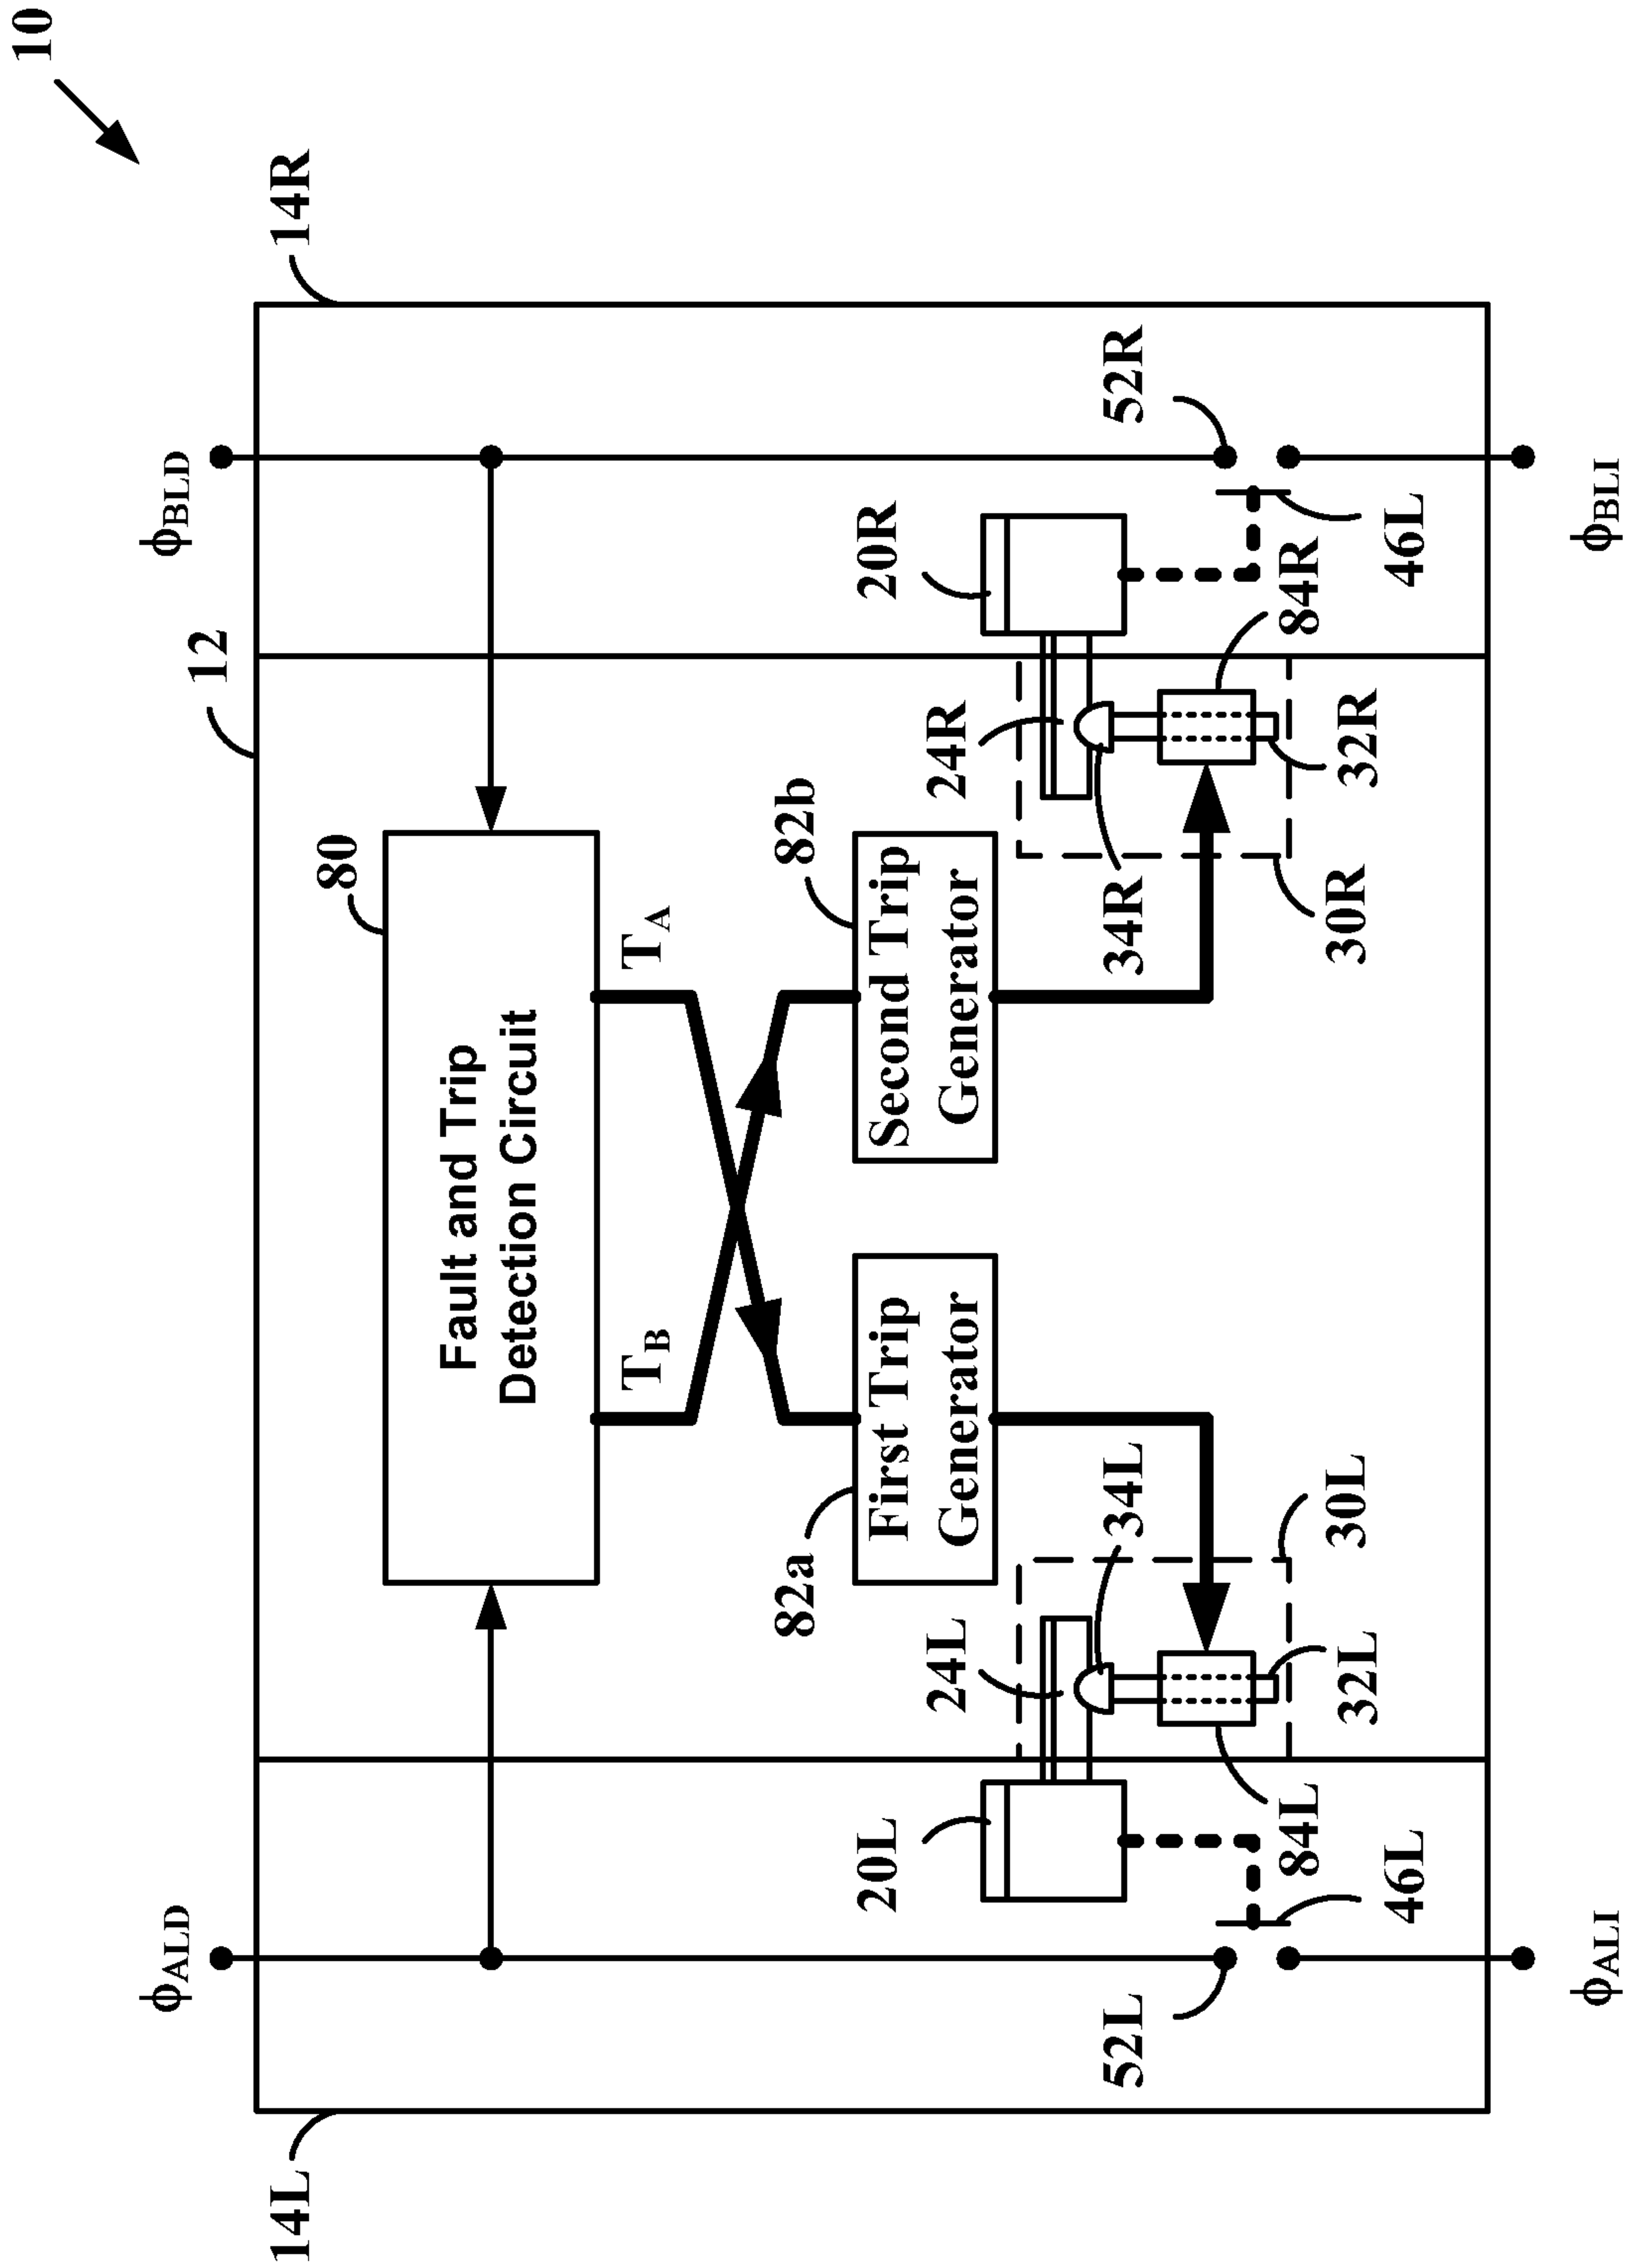 10
14L
12
14R
ϕALD
ϕBLD
80
Fault and Trip
Detection Circuit
TB
TA
82a
First Trip
Generator
82b
Second Trip
Generator
20L
24L
24R
20R
52L
34L
34R
52R
46L
84L
84R
46L
32L
30L
30R
32R
ϕALI
ϕBLI